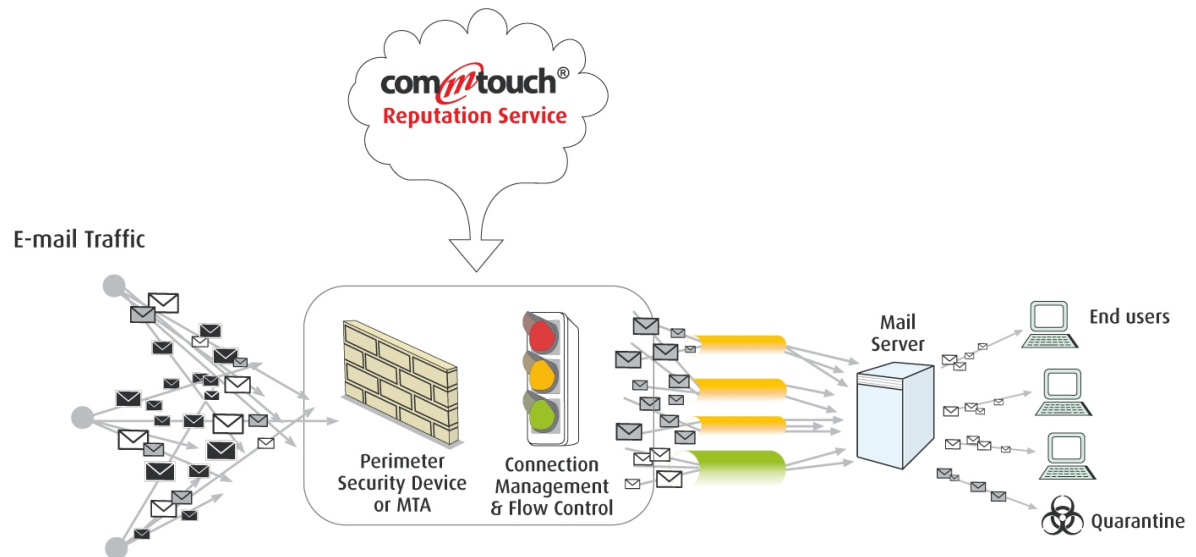 commtouch®
Reputation Service
E-mail Traffic
Perimeter
Security Device
or MTA
Connection
Management
& Flow Control
Mail
Server
End users
Quarantine